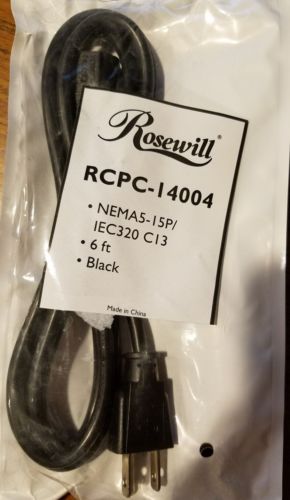 Rosewill
RCPC-14004
• NEMA5-15P/
IEC320 C13
• 6 ft
• Black
Made in China